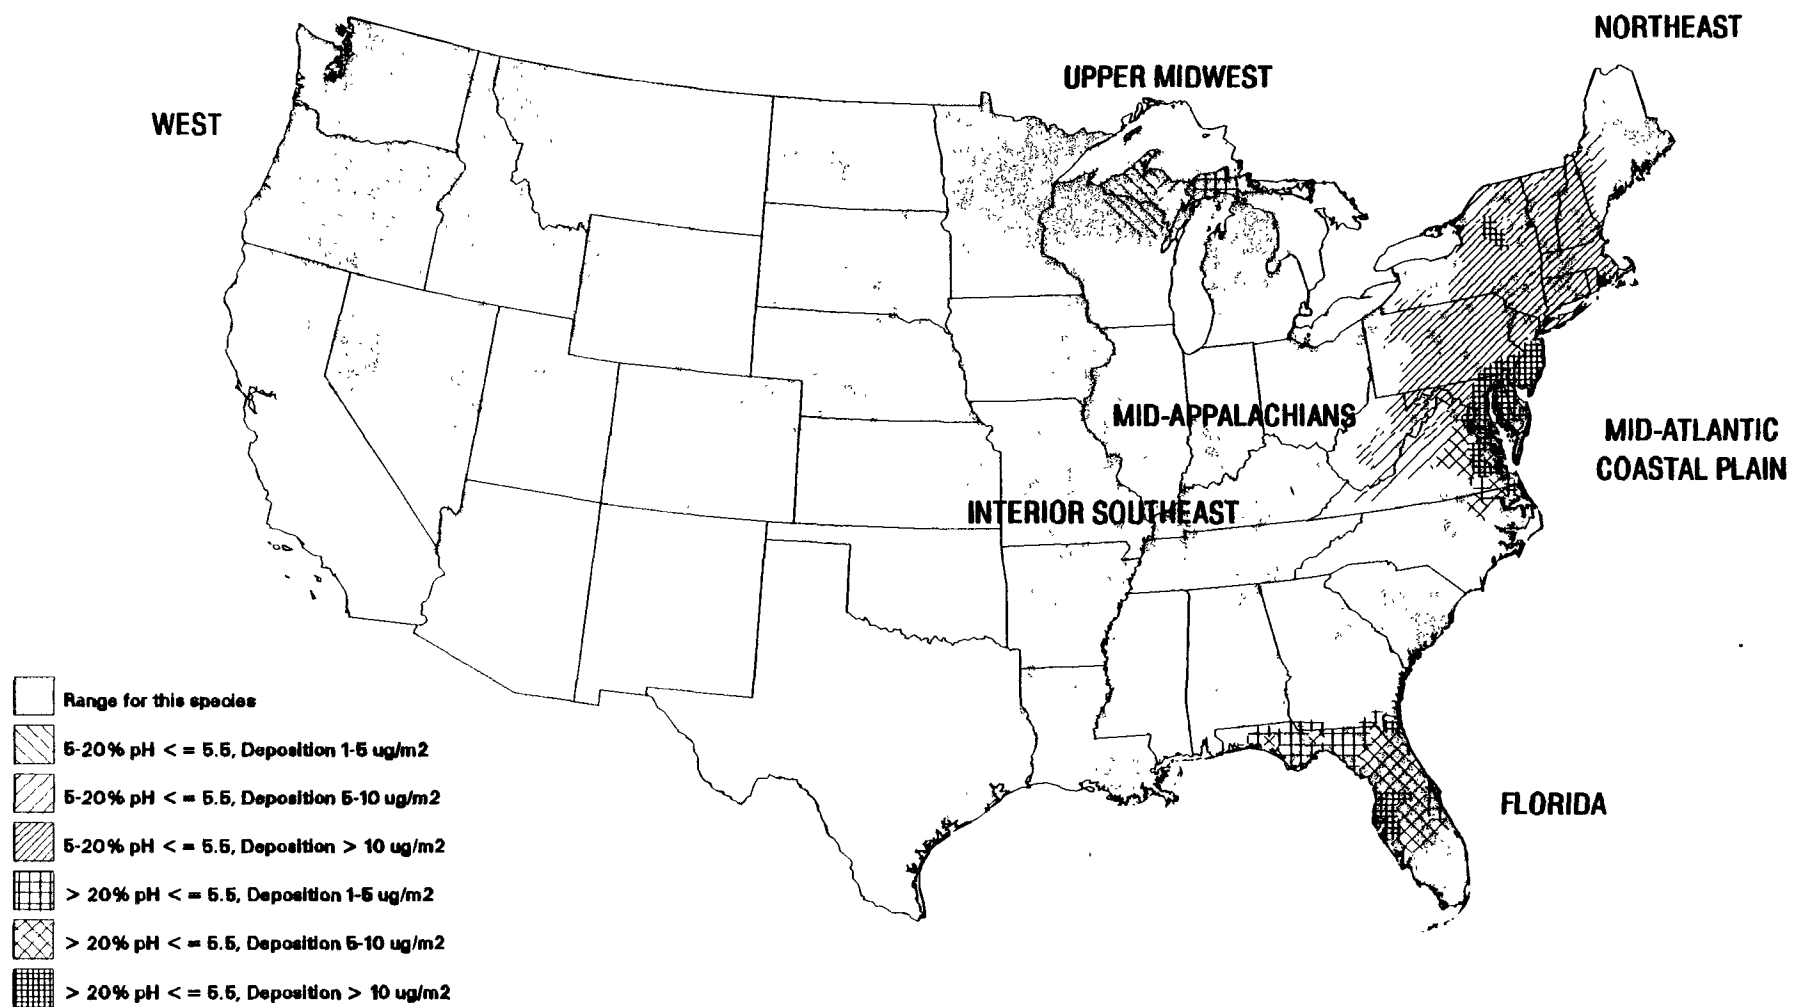 NORTHEAST
UPPER MIDWEST
WEST
MID-APPALACHIANS
MID-ATLANTIC
COASTAL PLAIN
INTERIOR SOUTHEAST
FLORIDA
Range for this species
5-20% pH < = 5.5, Deposition 1-5 ug/m2
5-20% pH < = 5.5, Deposition 5-10 ug/m2
5-20% pH < = 5.5, Deposition > 10 ug/m2
> 20% pH < = 5.5, Deposition 1-5 ug/m2
> 20% pH < = 5.5, Deposition 5-10 ug/m2
> 20% pH < = 5.5, Deposition > 10 ug/m2